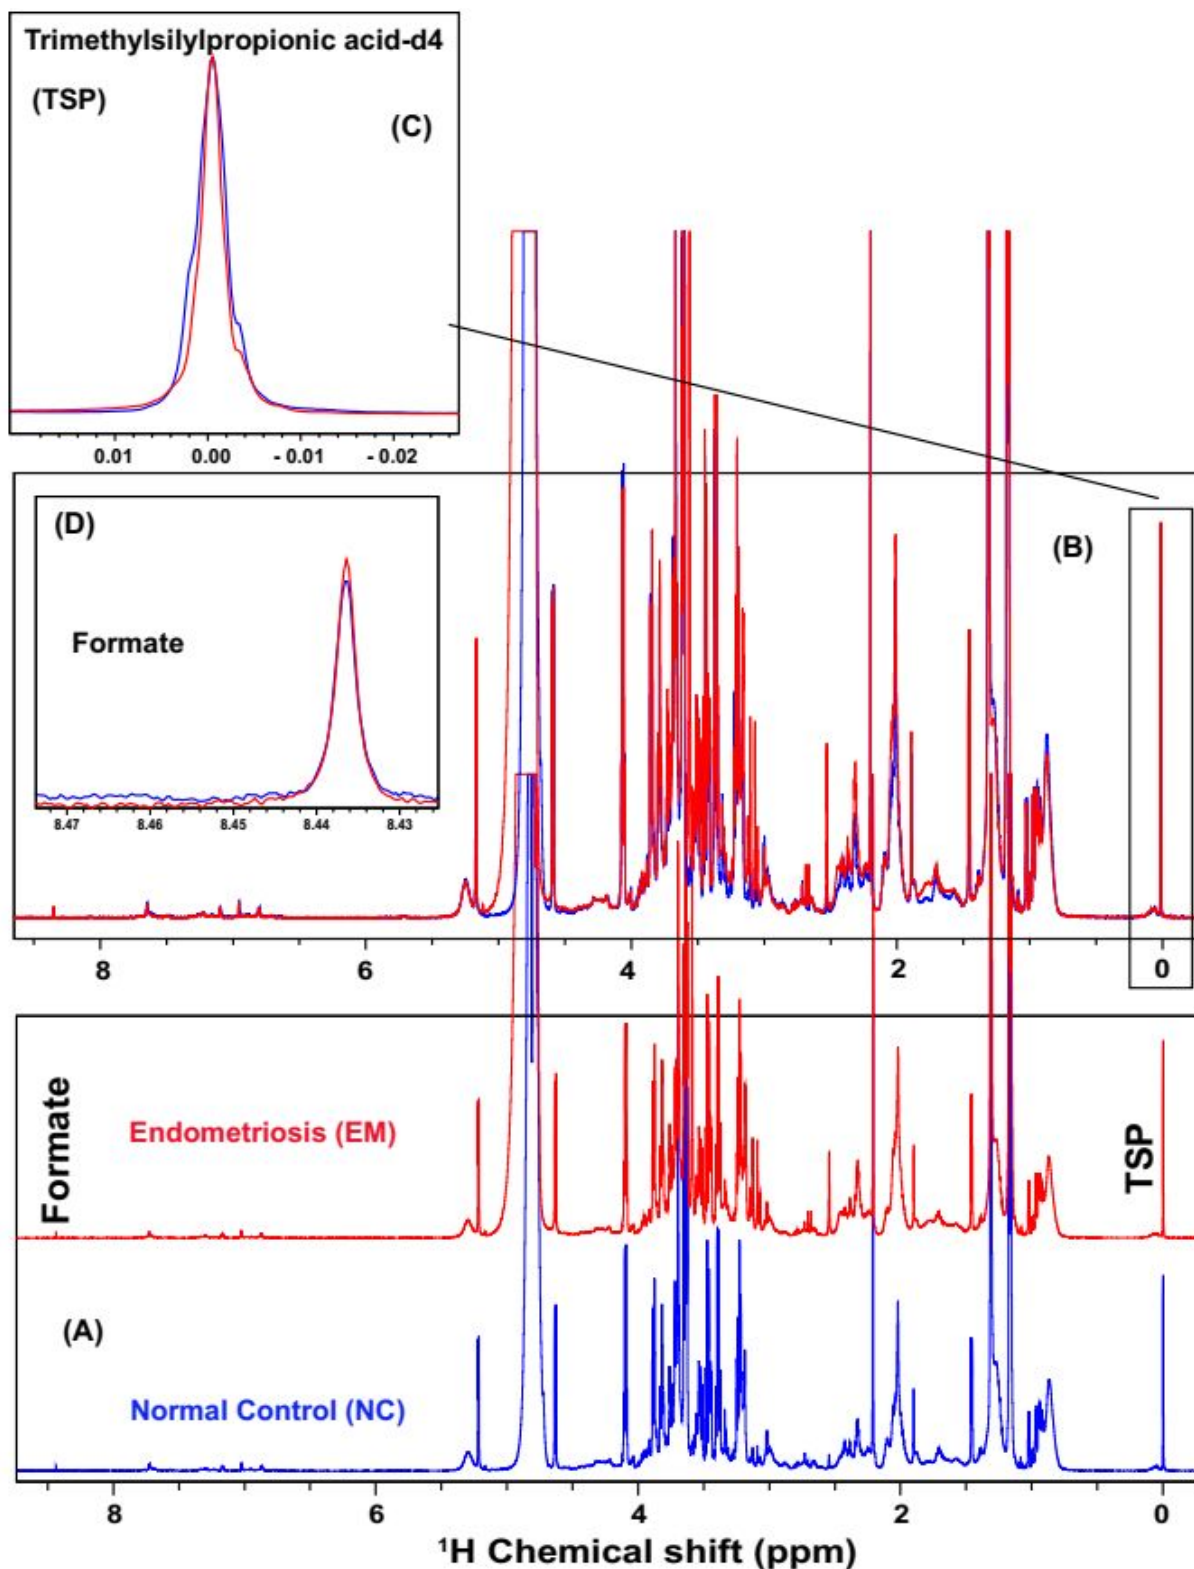 Trimethylsilylpropionic acid-d4
(TSP)
(C)
0.01 0.00 - 0.01 - 0.02
(D)
(B)
Formate
8.47 8.46 8.45 8.44 8.43
8 6 4 2 0
Formate
Endometriosis (EM)
TSP
(A)
Normal Control (NC)
8 6 4 2 0
¹H Chemical shift (ppm)